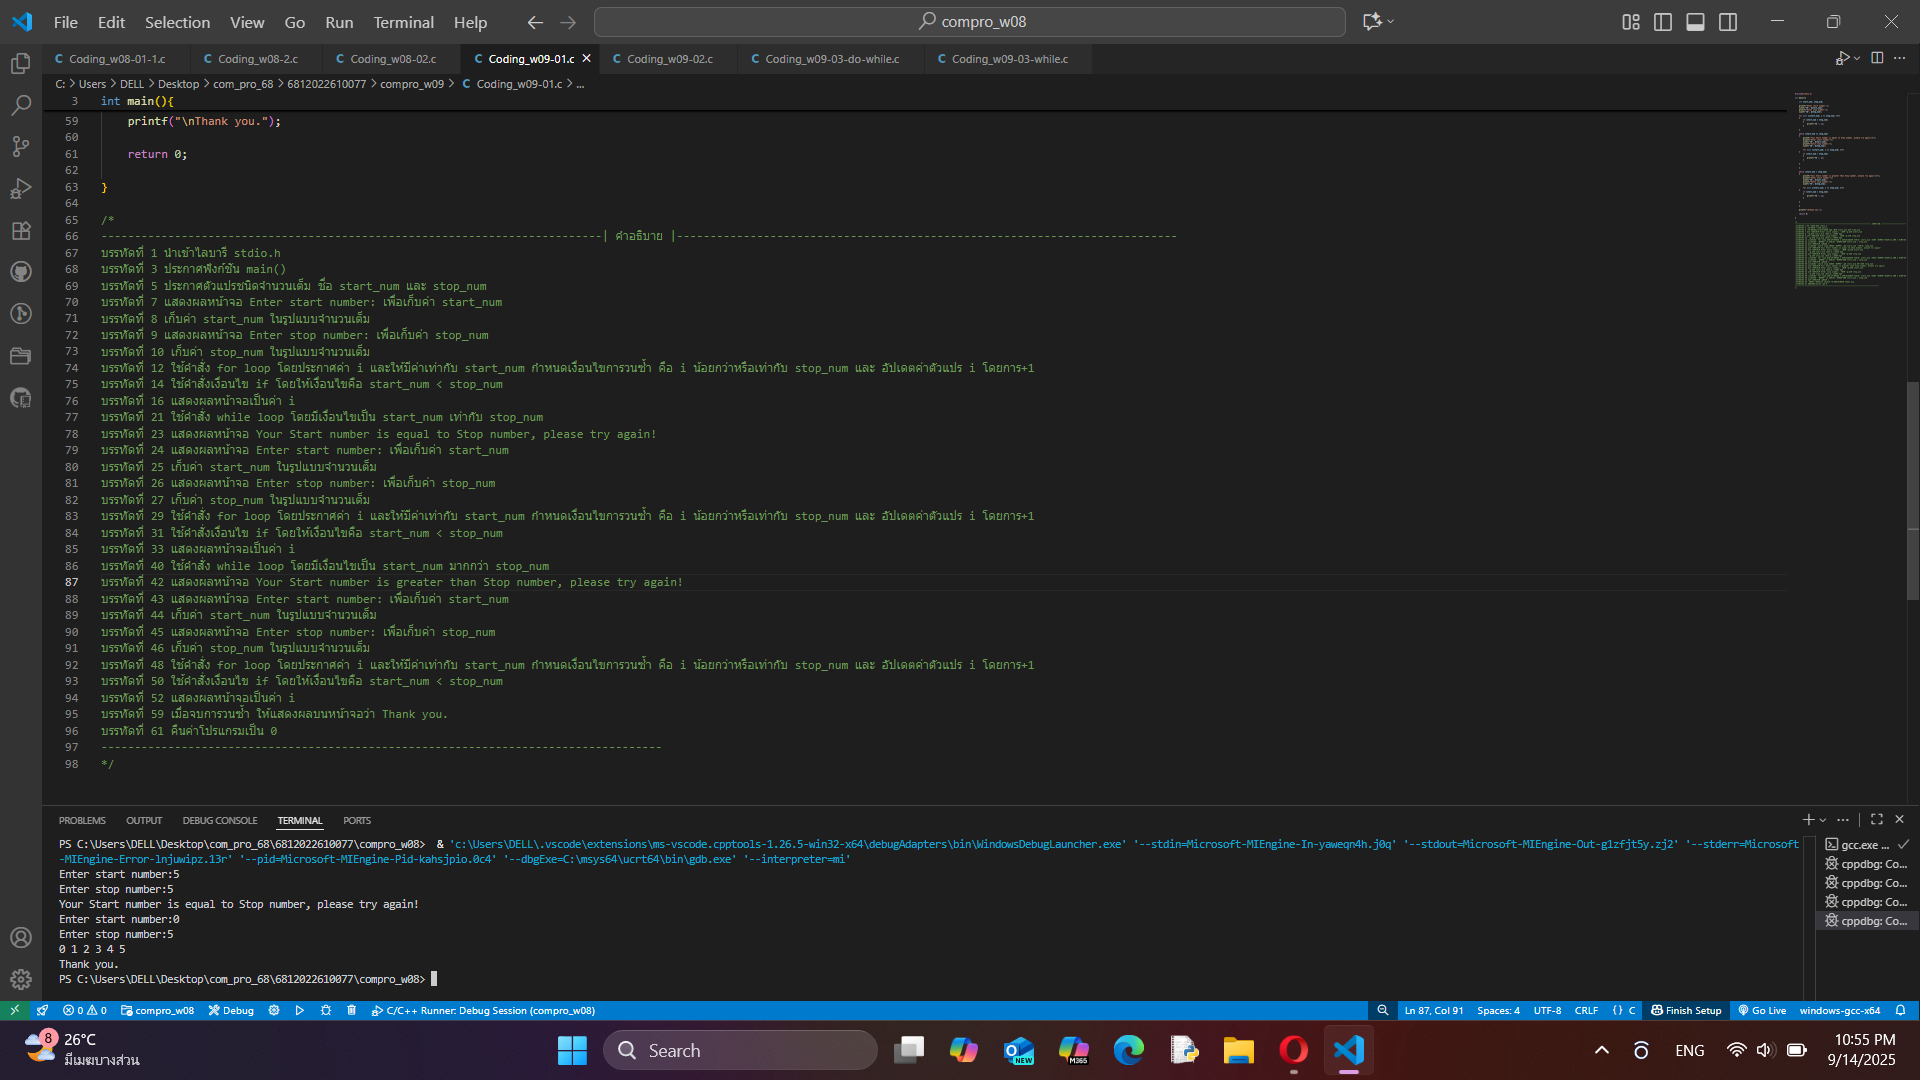 File Edit Selection View Go Run Terminal Help
compro_w08
Coding_w08-01-1.c Coding_w08-2.c Coding_w08-02.c Coding_w09-01.c Coding_w09-02.c Coding_w09-03-do-while.c Coding_w09-03-while.c
C: > Users > DELL > Desktop > com_pro_68 > 6812022610077 > compro_w09 > C Coding_w09-01.c > ...
3 int main(){
59 printf("\nThank you.");
60
61 return 0;
62
63 }
64
65 /*
66 ---------------------------------------------------------------------------| คำอธิบาย |---------------------------------------------------------------------------
67 บรรทัดที่ 1 นำเข้าไลบารี stdio.h
68 บรรทัดที่ 3 ประกาศฟังก์ชัน main()
69 บรรทัดที่ 5 ประกาศตัวแปรชนิดจำนวนเต็ม ชื่อ start_num และ stop_num
70 บรรทัดที่ 7 แสดงผลหน้าจอ Enter start number: เพื่อเก็บค่า start_num
71 บรรทัดที่ 8 เก็บค่า start_num ในรูปแบบจำนวนเต็ม
72 บรรทัดที่ 9 แสดงผลหน้าจอ Enter stop number: เพื่อเก็บค่า stop_num
73 บรรทัดที่ 10 เก็บค่า stop_num ในรูปแบบจำนวนเต็ม
74 บรรทัดที่ 12 ใช้คำสั่ง for loop โดยประกาศค่า i และให้มีค่าเท่ากับ start_num กำหนดเงื่อนไขการวนซ้ำ คือ i น้อยกว่าหรือเท่ากับ stop_num และ อัปเดตค่าตัวแปร i โดยการ+1
75 บรรทัดที่ 14 ใช้คำสั่งเงื่อนไข if โดยให้เงื่อนไขคือ start_num < stop_num
76 บรรทัดที่ 16 แสดงผลหน้าจอเป็นค่า i
77 บรรทัดที่ 21 ใช้คำสั่ง while loop โดยมีเงื่อนไขเป็น start_num เท่ากับ stop_num
78 บรรทัดที่ 23 แสดงผลหน้าจอ Your Start number is equal to Stop number, please try again!
79 บรรทัดที่ 24 แสดงผลหน้าจอ Enter start number: เพื่อเก็บค่า start_num
80 บรรทัดที่ 25 เก็บค่า start_num ในรูปแบบจำนวนเต็ม
81 บรรทัดที่ 26 แสดงผลหน้าจอ Enter stop number: เพื่อเก็บค่า stop_num
82 บรรทัดที่ 27 เก็บค่า stop_num ในรูปแบบจำนวนเต็ม
83 บรรทัดที่ 29 ใช้คำสั่ง for loop โดยประกาศค่า i และให้มีค่าเท่ากับ start_num กำหนดเงื่อนไขการวนซ้ำ คือ i น้อยกว่าหรือเท่ากับ stop_num และ อัปเดตค่าตัวแปร i โดยการ+1
84 บรรทัดที่ 31 ใช้คำสั่งเงื่อนไข if โดยให้เงื่อนไขคือ start_num < stop_num
85 บรรทัดที่ 33 แสดงผลหน้าจอเป็นค่า i
86 บรรทัดที่ 40 ใช้คำสั่ง while loop โดยมีเงื่อนไขเป็น start_num มากกว่า stop_num
87 บรรทัดที่ 42 แสดงผลหน้าจอ Your Start number is greater than Stop number, please try again!
88 บรรทัดที่ 43 แสดงผลหน้าจอ Enter start number: เพื่อเก็บค่า start_num
89 บรรทัดที่ 44 เก็บค่า start_num ในรูปแบบจำนวนเต็ม
90 บรรทัดที่ 45 แสดงผลหน้าจอ Enter stop number: เพื่อเก็บค่า stop_num
91 บรรทัดที่ 46 เก็บค่า stop_num ในรูปแบบจำนวนเต็ม
92 บรรทัดที่ 48 ใช้คำสั่ง for loop โดยประกาศค่า i และให้มีค่าเท่ากับ start_num กำหนดเงื่อนไขการวนซ้ำ คือ i น้อยกว่าหรือเท่ากับ stop_num และ อัปเดตค่าตัวแปร i โดยการ+1
93 บรรทัดที่ 50 ใช้คำสั่งเงื่อนไข if โดยให้เงื่อนไขคือ start_num < stop_num
94 บรรทัดที่ 52 แสดงผลหน้าจอเป็นค่า i
95 บรรทัดที่ 59 เมื่อจบการวนซ้ำ ให้แสดงผลบนหน้าจอว่า Thank you.
96 บรรทัดที่ 61 คืนค่าโปรแกรมเป็น 0
97 ------------------------------------------------------------------------------------
98 */
PROBLEMS OUTPUT DEBUG CONSOLE TERMINAL PORTS
PS C:\Users\DELL\Desktop\com_pro_68\6812022610077\compro_w08> & 'c:\Users\DELL\.vscode\extensions\ms-vscode.cpptools-1.26.5-win32-x64\debugAdapters\bin\WindowsDebugLauncher.exe' '--stdin=Microsoft-MIEngine-In-yaweqn4h.j0q' '--stdout=Microsoft-MIEngine-Out-g1zfjt5y.zj2' '--stderr=Microsoft
-MIEngine-Error-lnjuwipz.13r' '--pid=Microsoft-MIEngine-Pid-kahsjpio.0c4' '--dbgExe=C:\msys64\ucrt64\bin\gdb.exe' '--interpreter=mi'
Enter start number:5
Enter stop number:5
Your Start number is equal to Stop number, please try again!
Enter start number:0
Enter stop number:5
0 1 2 3 4 5
Thank you.
PS C:\Users\DELL\Desktop\com_pro_68\6812022610077\compro_w08>
gcc.exe ...
cppdbg: Co...
cppdbg: Co...
cppdbg: Co...
cppdbg: Co...
0 0 compro_w08 Debug C/C++ Runner: Debug Session (compro_w08) Ln 87, Col 91 Spaces: 4 UTF-8 CRLF {} C Finish Setup Go Live windows-gcc-x64
8 26°C
มีเมฆบางส่วน
Search
NEW
M365
ENG
10:55 PM
9/14/2025